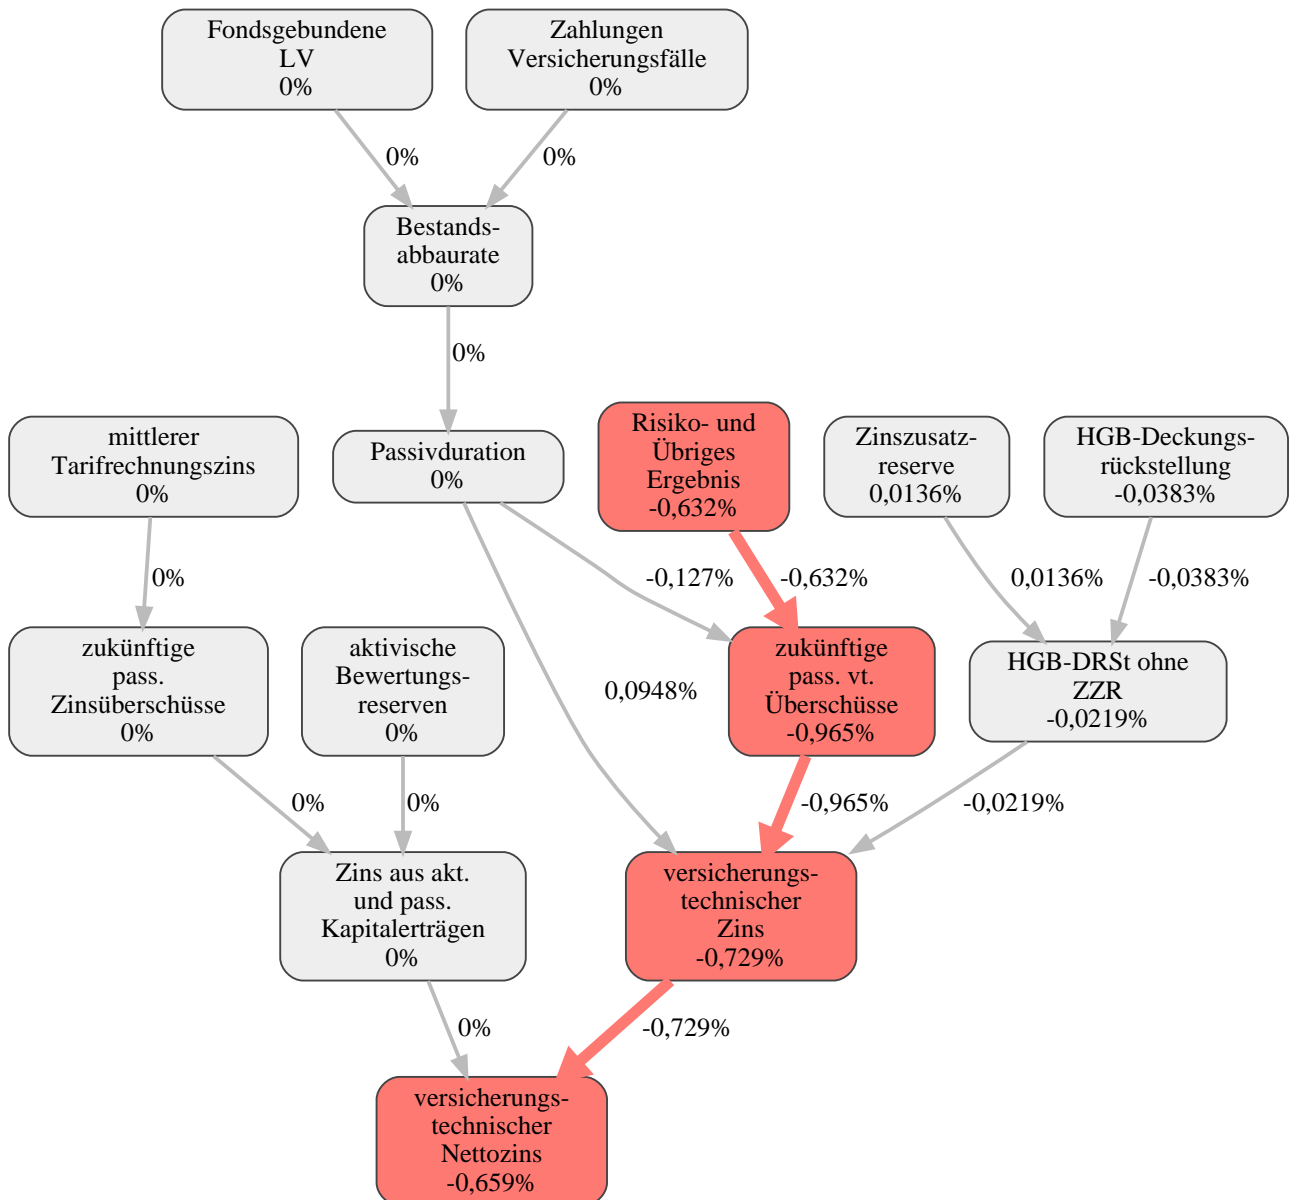 Fondsgebundene
LV
0%
Zahlungen
Versicherungsfälle
0%
0%
0%
Bestands-
abbaurate
0%
0%
mittlerer
Tarifrechnungszins
0%
Passivduration
0%
Risiko- und
Übriges
Ergebnis
-0,632%
Zinszusatz-
reserve
0,0136%
HGB-Deckungs-
rückstellung
-0,0383%
0%
-0,127%
-0,632%
0,0136%
-0,0383%
zukünftige
pass.
Zinsüberschüsse
0%
aktivische
Bewertungs-
reserven
0%
0,0948%
zukünftige
pass. vt.
Überschüsse
-0,965%
HGB-DRSt ohne
ZZR
-0,0219%
0%
0%
-0,965%
-0,0219%
Zins aus akt.
und pass.
Kapitalerträgen
0%
versicherungs-
technischer
Zins
-0,729%
0%
-0,729%
versicherungs-
technischer
Nettozins
-0,659%